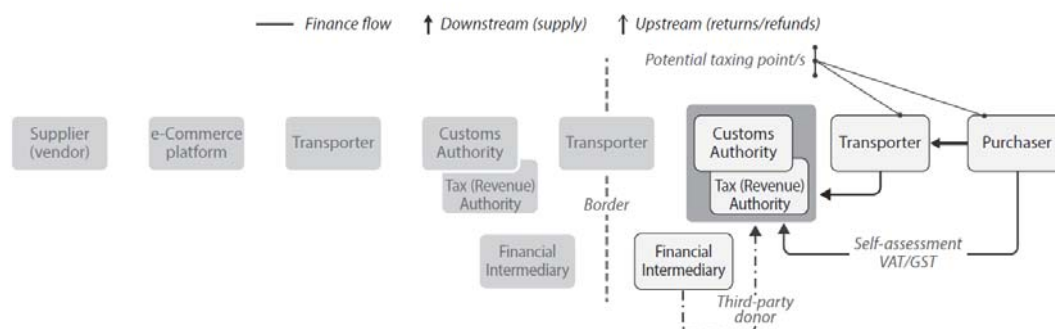 Finance flow
Downstream (supply)
Upstream (returns/refunds)
Potential taxing point/s
Supplier
(vendor)
e-Commerce
platform
Transporter
Customs
Authority
Tax (Revenue)
Authority
Transporter
Border
Financial
Intermediary
Customs
Authority
Tax (Revenue)
Authority
Transporter
Purchaser
Financial
Intermediary
Self-assessment
VAT/GST
Third-party
donor